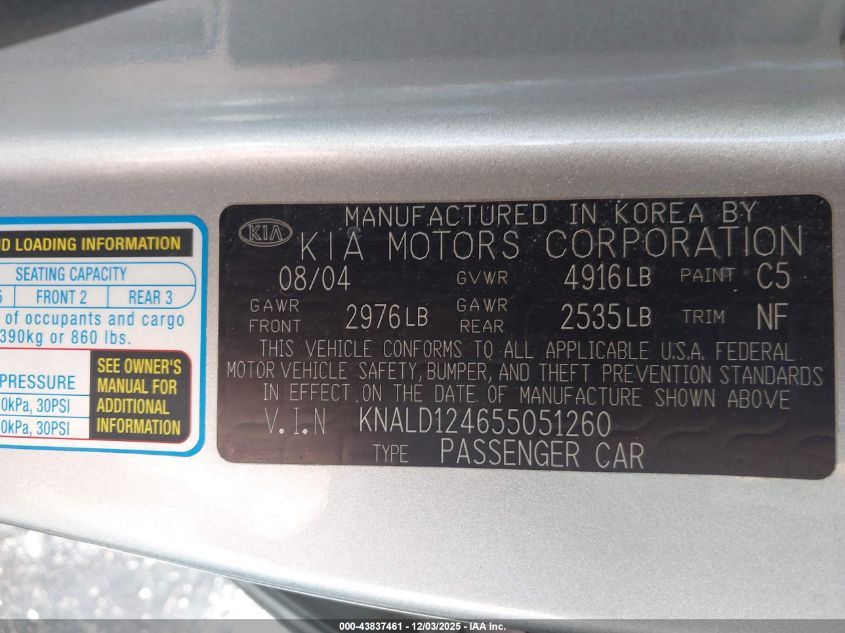 D LOADING INFORMATION
SEATING CAPACITY
5 FRONT 2 REAR 3
of occupants and cargo
390kg or 860 lbs.
PRESSURE
0kPa, 30PSI
0kPa, 30PSI
SEE OWNER'S
MANUAL FOR
ADDITIONAL
INFORMATION
KIA
MANUFACTURED IN KOREA BY
KIA MOTORS CORPORATION
08/04 GVWR 4916LB PAINT C5
GAWR FRONT 2976LB GAWR REAR 2535LB TRIM NF
THIS VEHICLE CONFORMS TO ALL APPLICABLE U.S.A. FEDERAL
MOTOR VEHICLE SAFETY, BUMPER, AND THEFT PREVENTION STANDARDS
IN EFFECT ON THE DATE OF MANUFACTURE SHOWN ABOVE
V.I.N KNALD124655051260
TYPE PASSENGER CAR
000-43837461 - 12/03/2025 - IAA Inc.